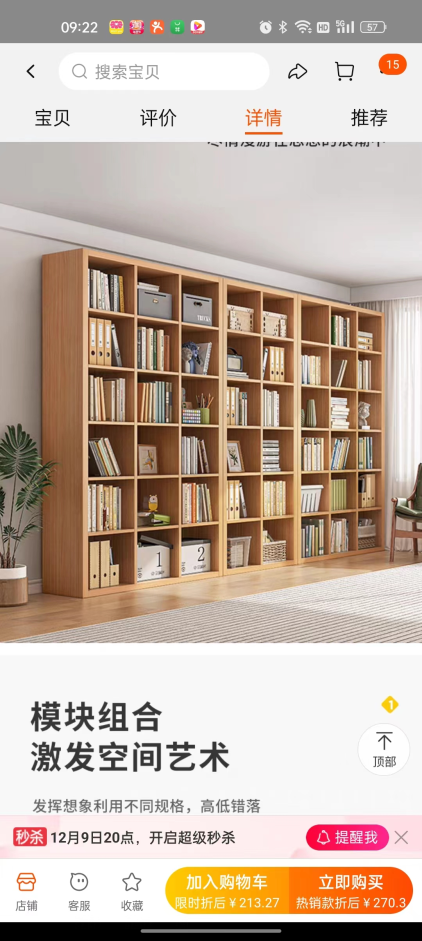 09:22
HD
5G
57
搜索宝贝
15
宝贝
评价
详情
推荐
1
2
模块组合
激发空间艺术
1
顶部
发挥想象利用不同规格，高低错落
秒杀 12月9日20点，开启超级秒杀
提醒我
店铺
客服
收藏
加入购物车
限时折后￥213.27
立即购买
热销款折后￥270.3